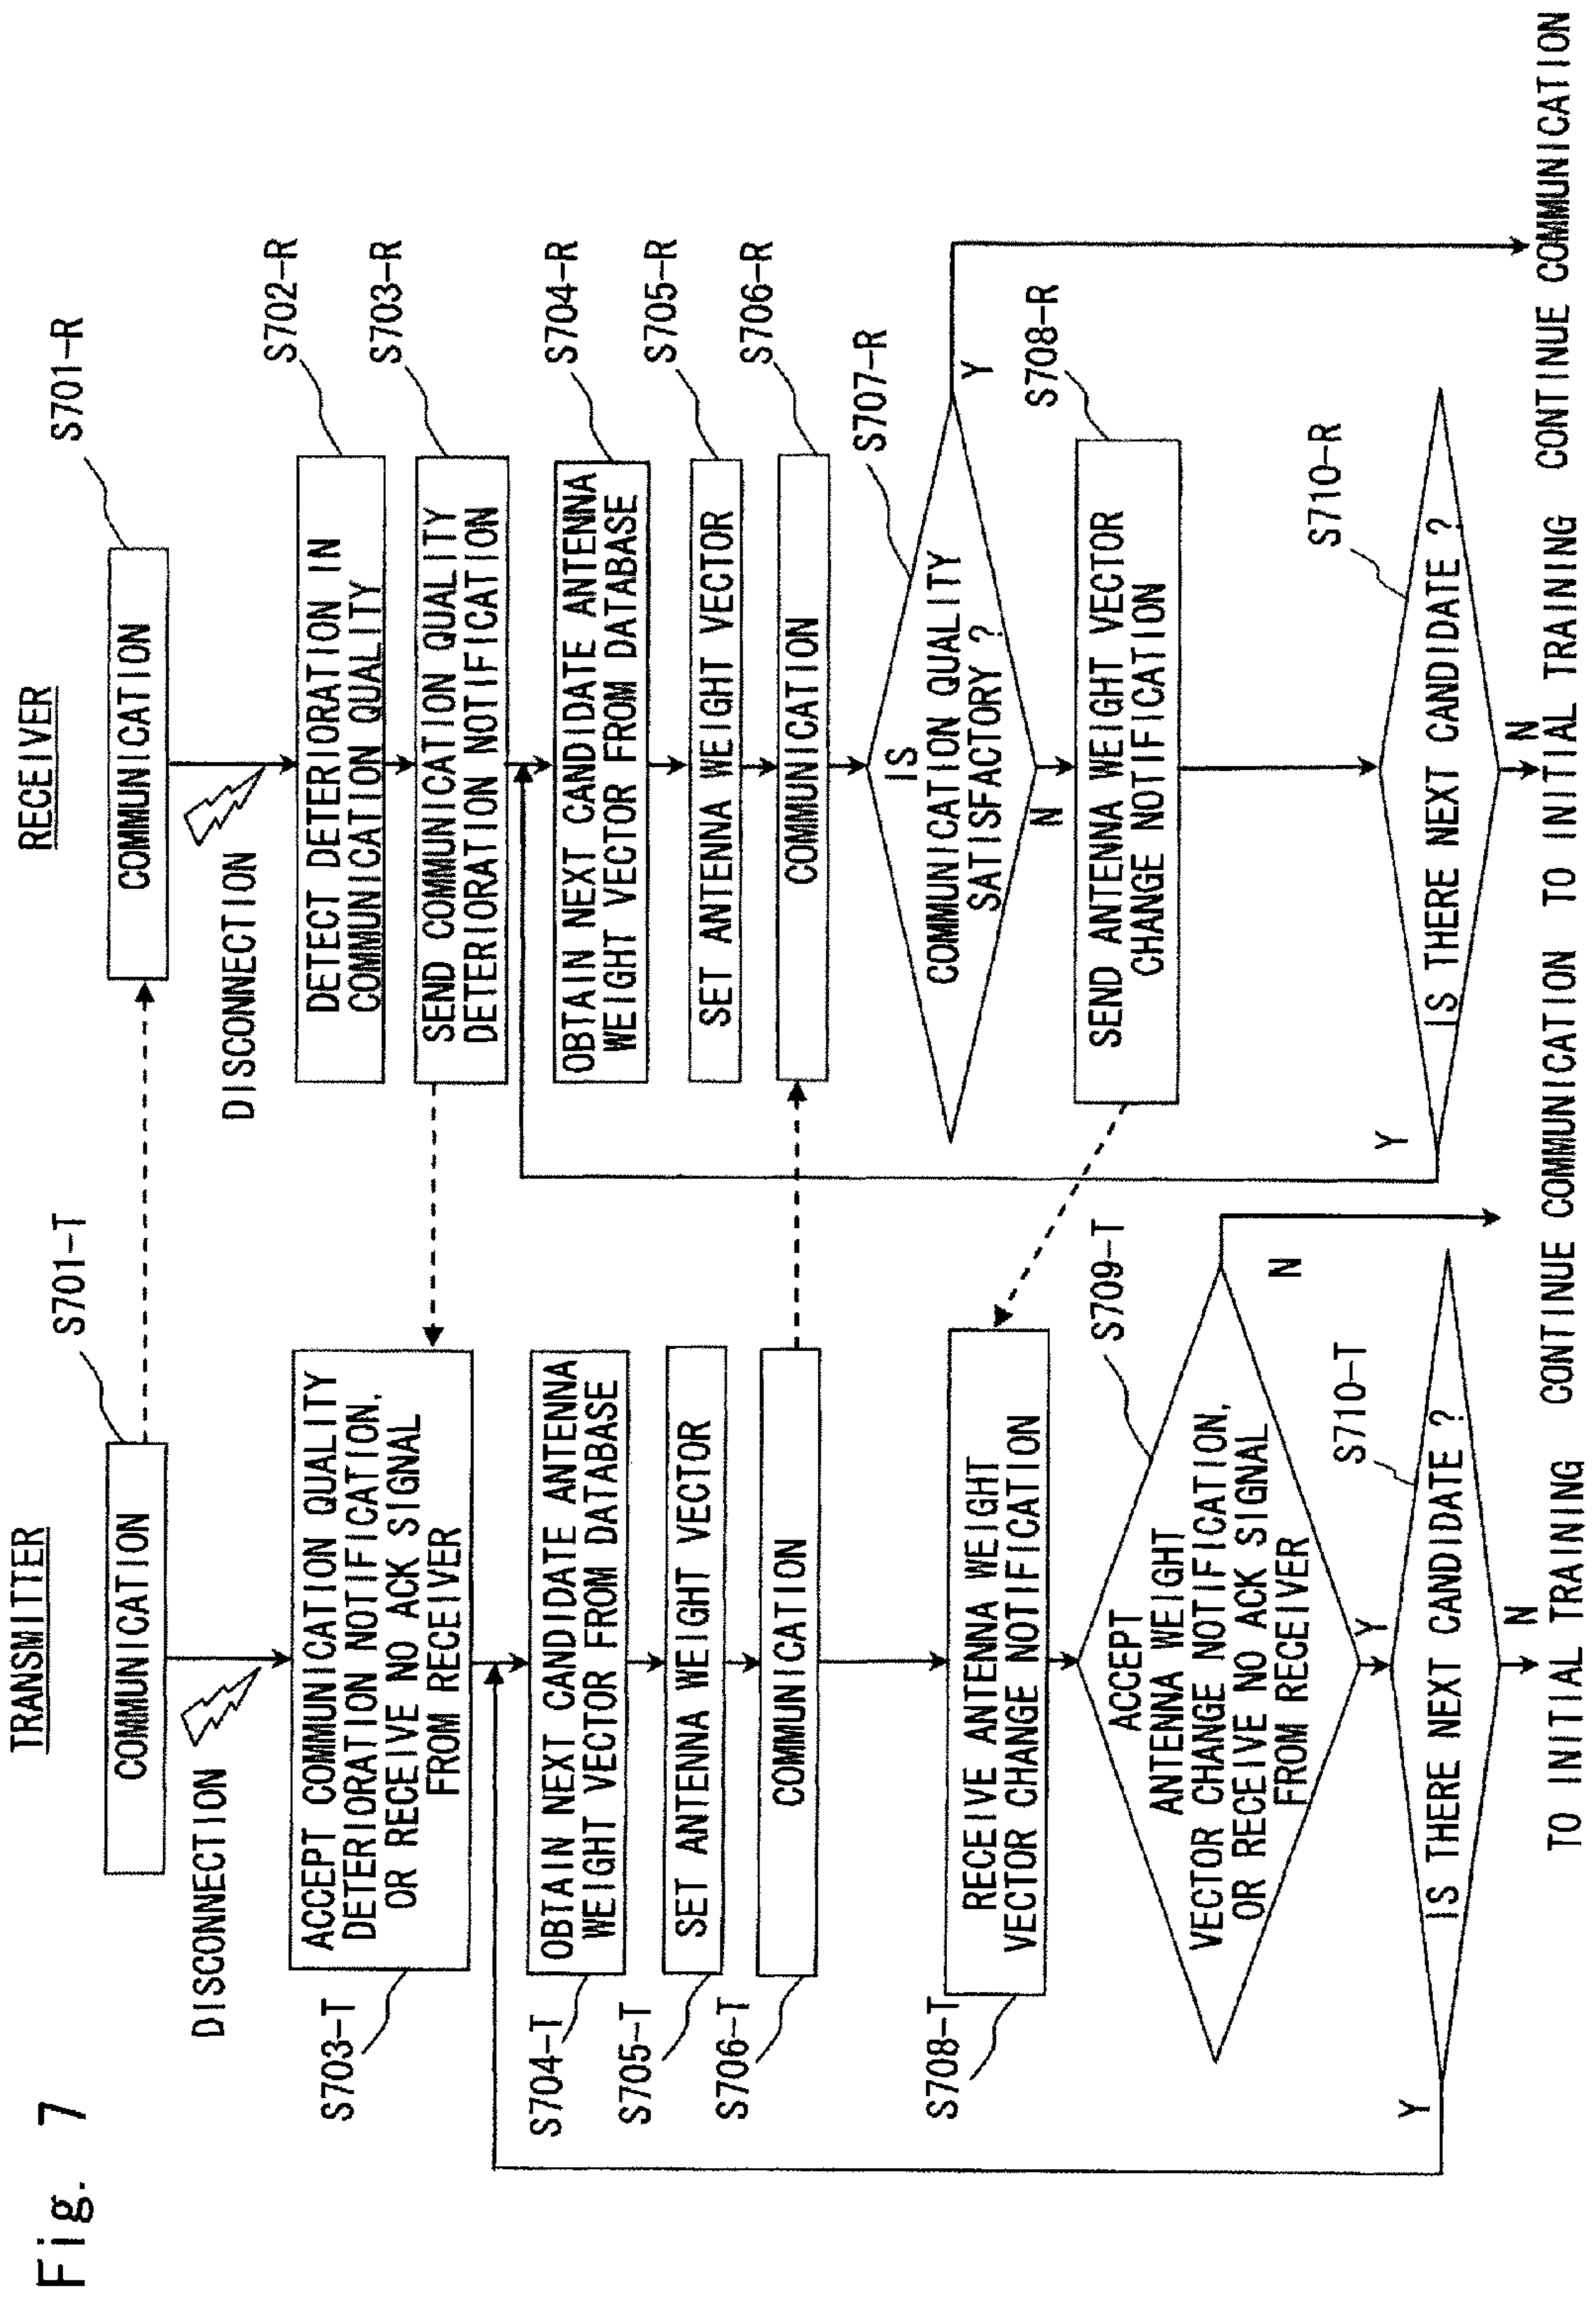 Fig. 7
TRANSMITTER
S701-T
COMMUNICATION
DISCONNECTION
S703-T
ACCEPT COMMUNICATION QUALITY
DETERIORATION NOTIFICATION,
OR RECEIVE NO ACK SIGNAL
FROM RECEIVER
S704-T
OBTAIN NEXT CANDIDATE ANTENNA
WEIGHT VECTOR FROM DATABASE
S705-T
SET ANTENNA WEIGHT VECTOR
S706-T
COMMUNICATION
S708-T
RECEIVE ANTENNA WEIGHT
VECTOR CHANGE NOTIFICATION
S709-T
ACCEPT
ANTENNA WEIGHT
VECTOR CHANGE NOTIFICATION,
OR RECEIVE NO ACK SIGNAL
FROM RECEIVER
N
Y
S710-T
IS THERE NEXT CANDIDATE ?
Y
N
TO INITIAL TRAINING
CONTINUE COMMUNICATION
RECEIVER
S701-R
COMMUNICATION
DISCONNECTION
S702-R
DETECT DETERIORATION IN
COMMUNICATION QUALITY
S703-R
SEND COMMUNICATION QUALITY
DETERIORATION NOTIFICATION
S704-R
OBTAIN NEXT CANDIDATE ANTENNA
WEIGHT VECTOR FROM DATABASE
S705-R
SET ANTENNA WEIGHT VECTOR
S706-R
COMMUNICATION
S707-R
IS
COMMUNICATION QUALITY
SATISFACTORY ?
Y
N
S708-R
SEND ANTENNA WEIGHT VECTOR
CHANGE NOTIFICATION
S710-R
IS THERE NEXT CANDIDATE ?
Y
N
TO INITIAL TRAINING
CONTINUE COMMUNICATION